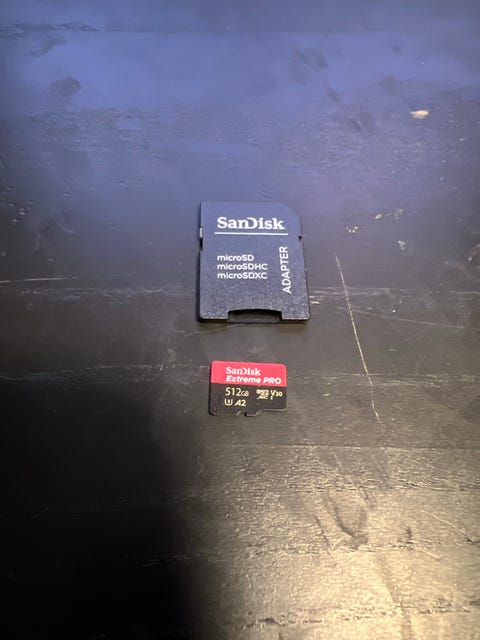 SanDisk
microSD
microSDHC
microSDXC
ADAPTER
SanDisk
Extreme PRO
512GB
V30
A2